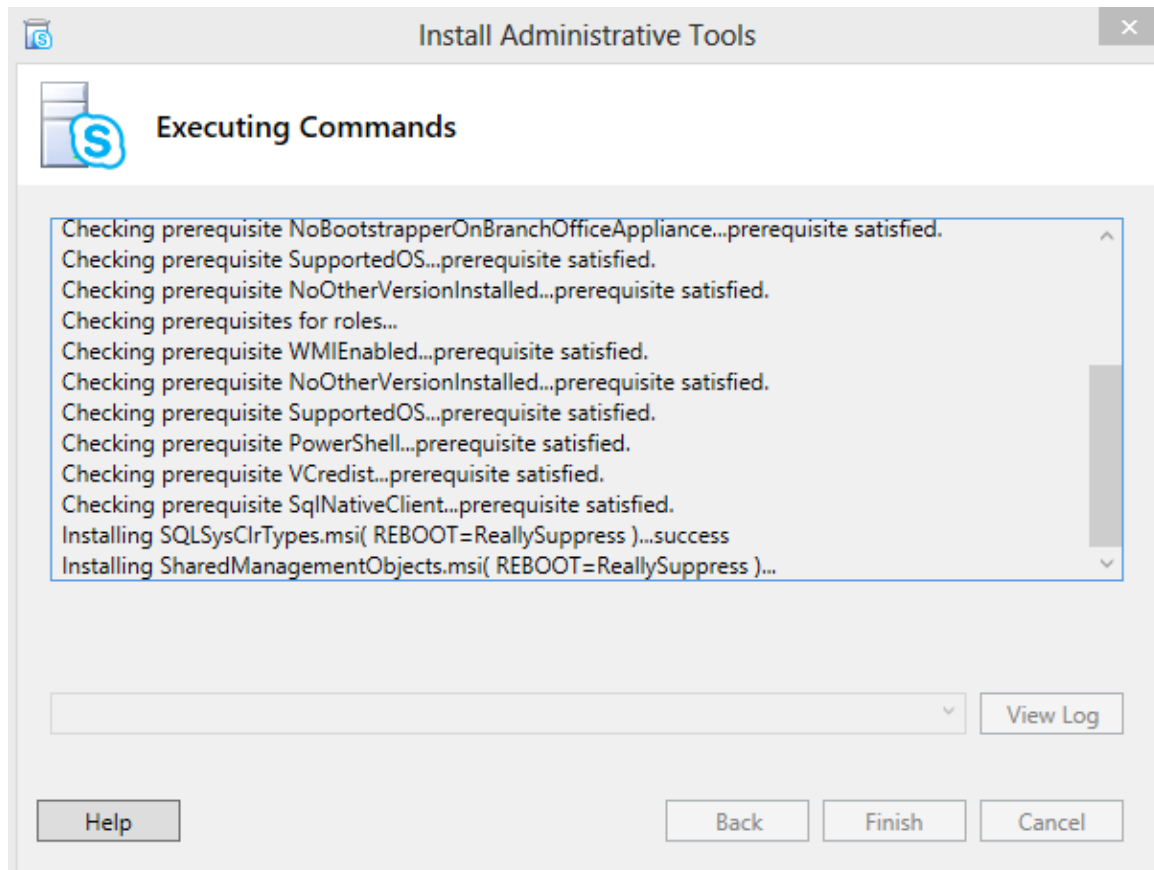 Install Administrative Tools
Executing Commands
Checking prerequisite NoBootstrapperOnBranchOfficeAppliance...prerequisite satisfied.
Checking prerequisite SupportedOS...prerequisite satisfied.
Checking prerequisite NoOtherVersionInstalled...prerequisite satisfied.
Checking prerequisites for roles...
Checking prerequisite WMIEnabled...prerequisite satisfied.
Checking prerequisite NoOtherVersionInstalled...prerequisite satisfied.
Checking prerequisite SupportedOS...prerequisite satisfied.
Checking prerequisite PowerShell...prerequisite satisfied.
Checking prerequisite VCredist...prerequisite satisfied.
Checking prerequisite SqlNativeClient...prerequisite satisfied.
Installing SQLSysClrTypes.msi( REBOOT=ReallySuppress )...success
Installing SharedManagementObjects.msi( REBOOT=ReallySuppress )...
View Log
Help Back Finish Cancel